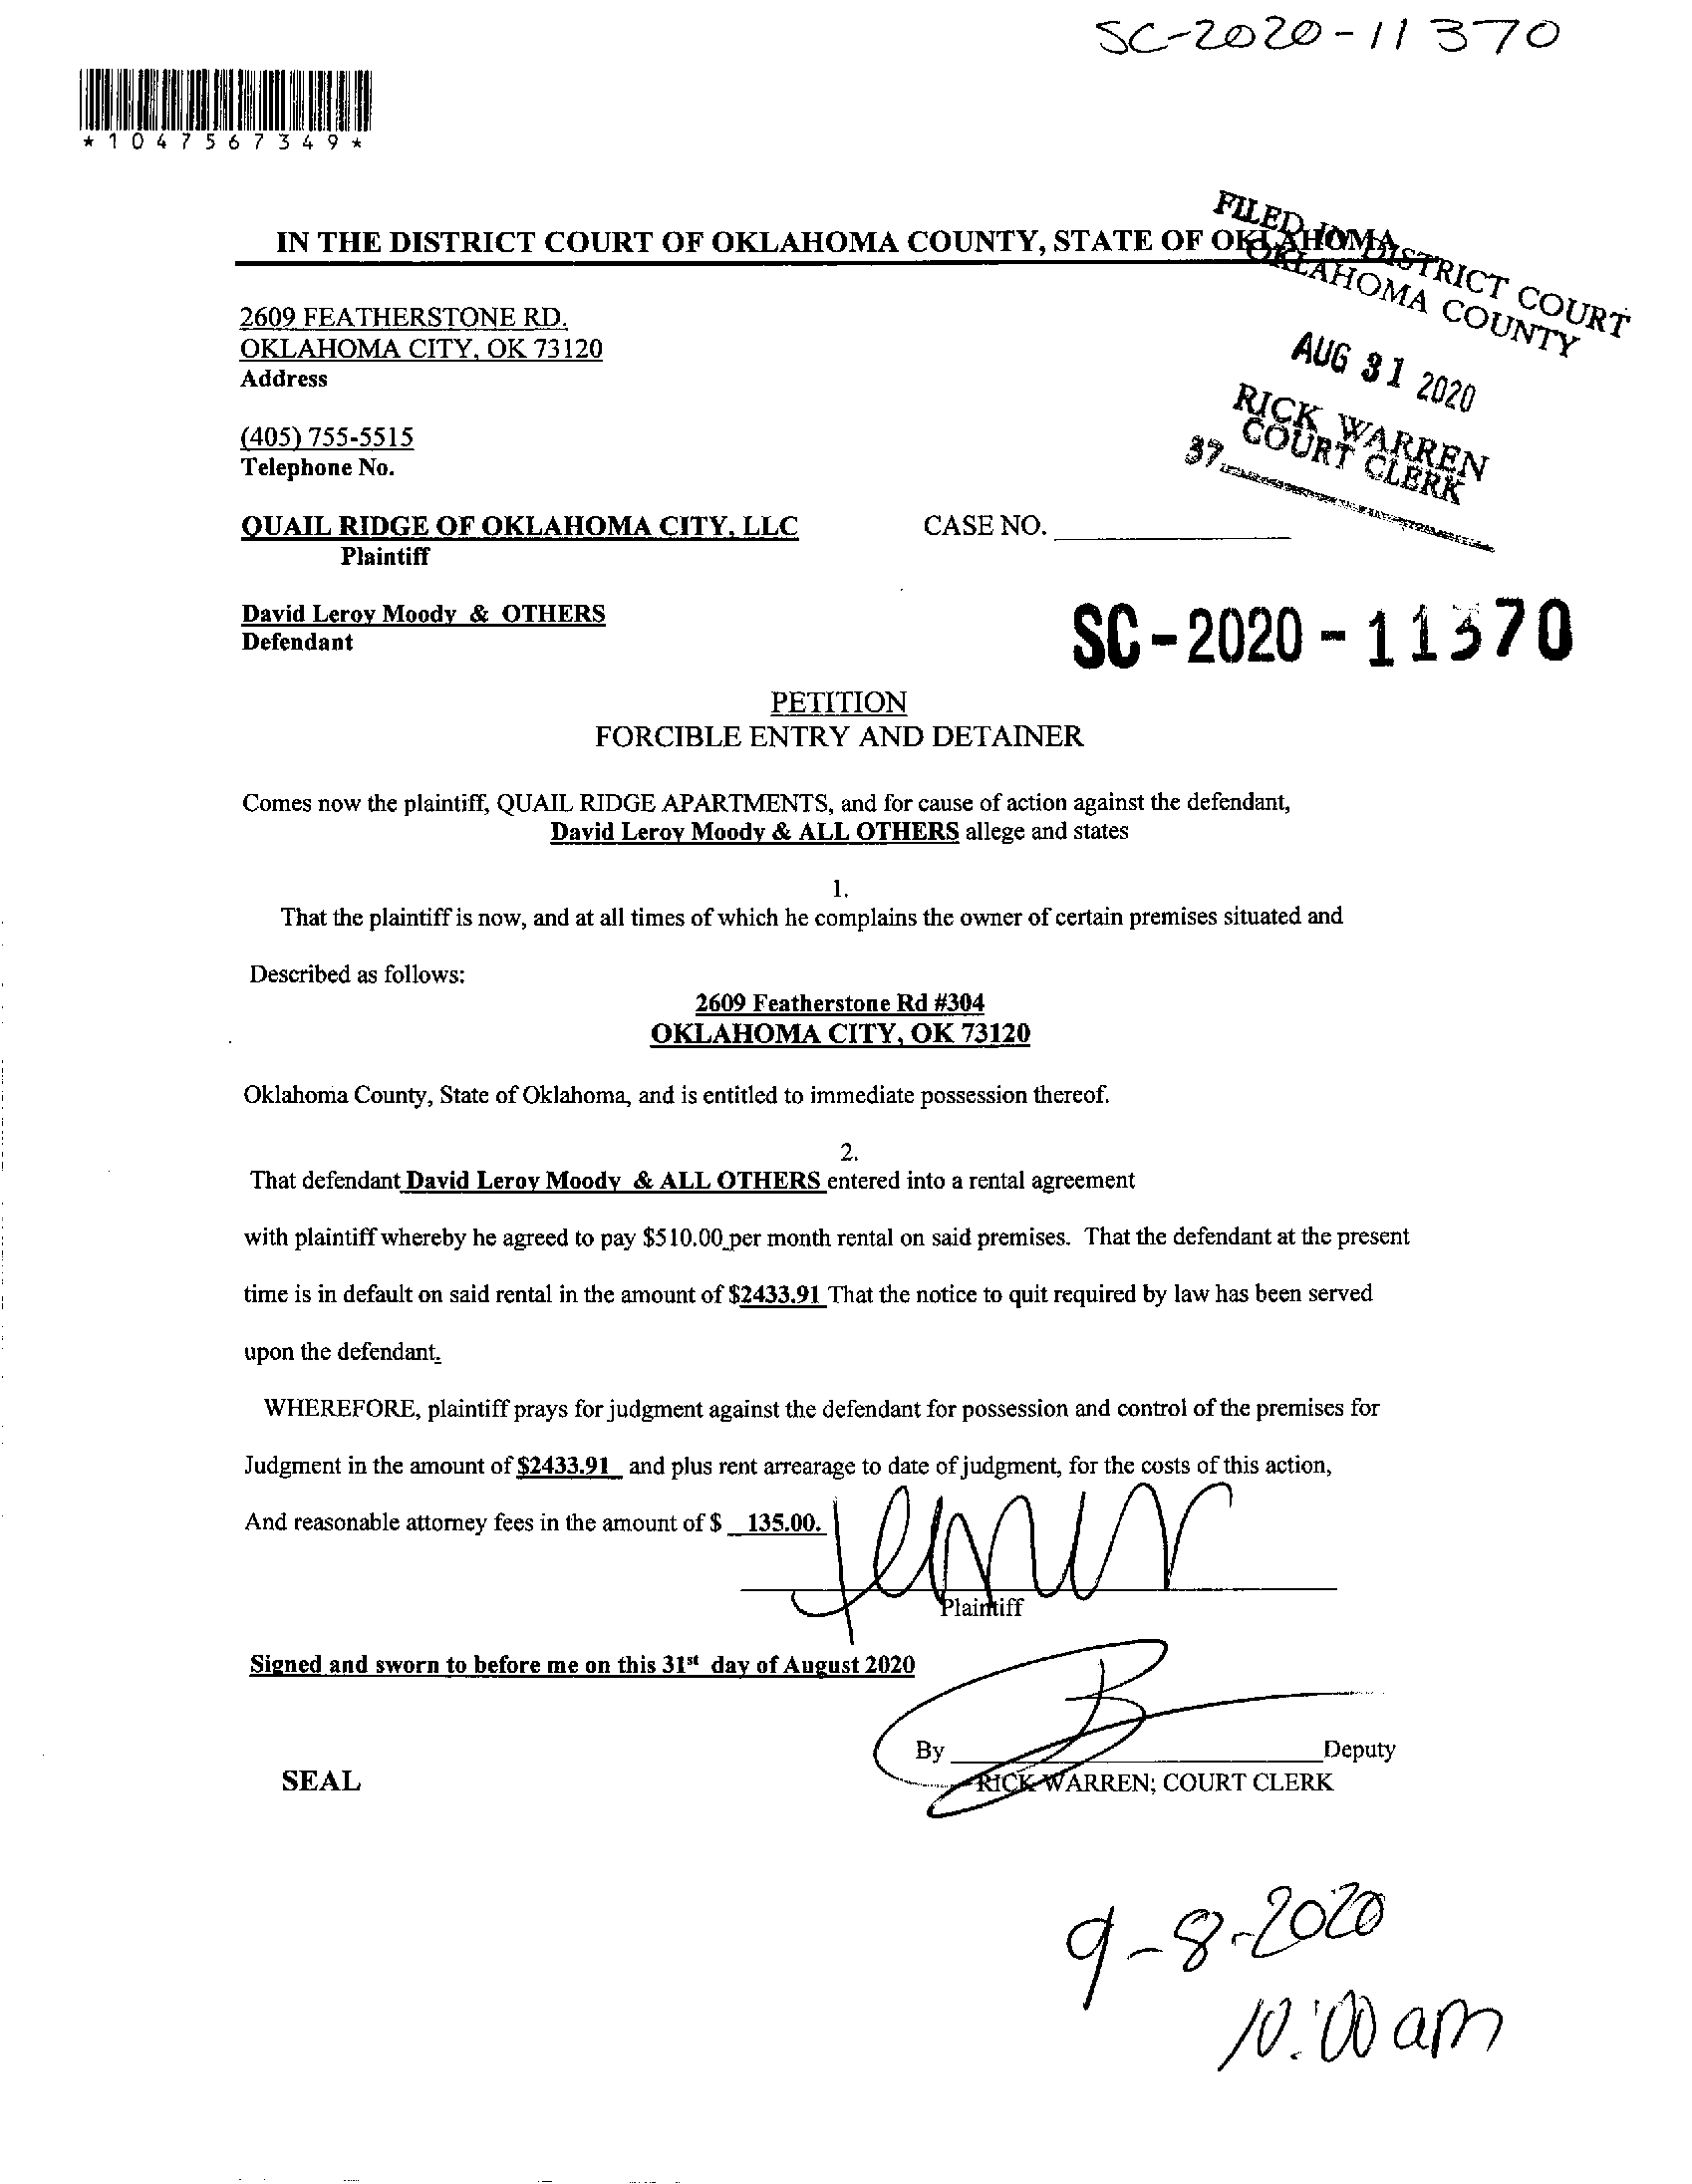 SC-2020-11370
*1047567349*
IN THE DISTRICT COURT OF OKLAHOMA COUNTY, STATE OF OKLAHOMA
FILED IN DISTRICT COURT
OKLAHOMA COUNTY
2609 FEATHERSTONE RD.
OKLAHOMA CITY, OK 73120
Address
AUG 31 2020
RICK WARREN
COURT CLERK
37
(405) 755-5515
Telephone No.
QUAIL RIDGE OF OKLAHOMA CITY, LLC CASE NO.
Plaintiff
David Leroy Moody & OTHERS
Defendant
SC-2020-11370
PETITION
FORCIBLE ENTRY AND DETAINER
Comes now the plaintiff, QUAIL RIDGE APARTMENTS, and for cause of action against the defendant,
David Leroy Moody & ALL OTHERS allege and states
1.
That the plaintiff is now, and at all times of which he complains the owner of certain premises situated and
Described as follows:
2609 Featherstone Rd #304
OKLAHOMA CITY, OK 73120
Oklahoma County, State of Oklahoma, and is entitled to immediate possession thereof.
2.
That defendant David Leroy Moody & ALL OTHERS entered into a rental agreement
with plaintiff whereby he agreed to pay $510.00 per month rental on said premises. That the defendant at the present
time is in default on said rental in the amount of $2433.91 That the notice to quit required by law has been served
upon the defendant.
WHEREFORE, plaintiff prays for judgment against the defendant for possession and control of the premises for
Judgment in the amount of $2433.91 and plus rent arrearage to date of judgment, for the costs of this action,
And reasonable attorney fees in the amount of $ 135.00.
Plaintiff
Signed and sworn to before me on this 31st day of August 2020
By Deputy
SEAL
RICK WARREN; COURT CLERK
9-8-2020
10:00 am